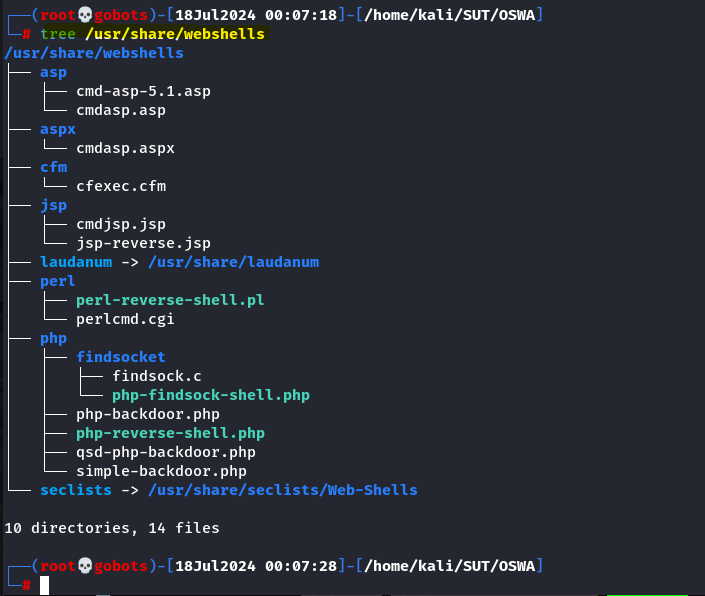 ┌──(root💀gobots)-[18Jul2024 00:07:18]-[/home/kali/SUT/OSWA]
└─# tree /usr/share/webshells
/usr/share/webshells
├── asp
│   ├── cmd-asp-5.1.asp
│   └── cmdasp.asp
├── aspx
│   └── cmdasp.aspx
├── cfm
│   └── cfexec.cfm
├── jsp
│   ├── cmdjsp.jsp
│   └── jsp-reverse.jsp
├── laudanum -> /usr/share/laudanum
├── perl
│   ├── perl-reverse-shell.pl
│   └── perlcmd.cgi
├── php
│   ├── findsocket
│   │   ├── findsock.c
│   │   └── php-findsock-shell.php
│   ├── php-backdoor.php
│   ├── php-reverse-shell.php
│   ├── qsd-php-backdoor.php
│   └── simple-backdoor.php
└── seclists -> /usr/share/seclists/Web-Shells

10 directories, 14 files

┌──(root💀gobots)-[18Jul2024 00:07:28]-[/home/kali/SUT/OSWA]
└─#